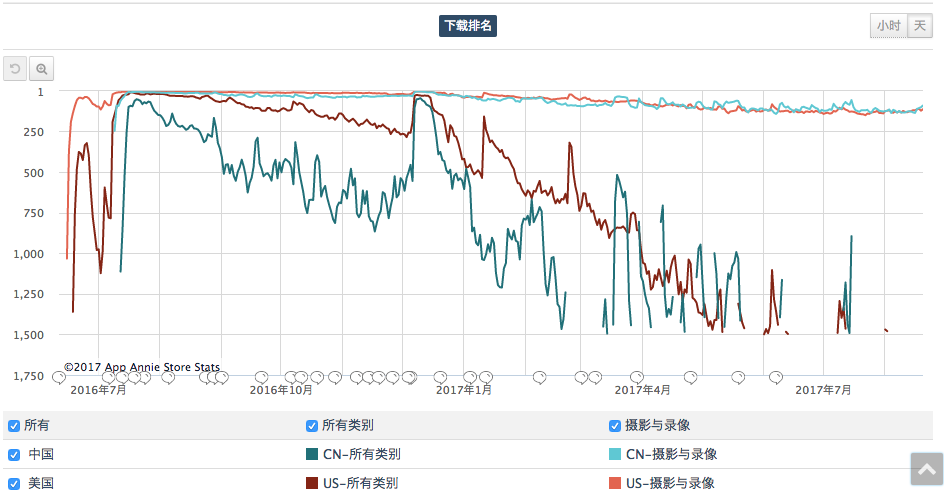 下载排名
小时 天
1
250
500
750
1,000
1,250
1,500
1,750
©2017 App Annie Store Stats
2016年7月 2016年10月 2017年1月 2017年4月 2017年7月
所有 所有类别 摄影与录像
中国 CN-所有类别 CN-摄影与录像
美国 US-所有类别 US-摄影与录像